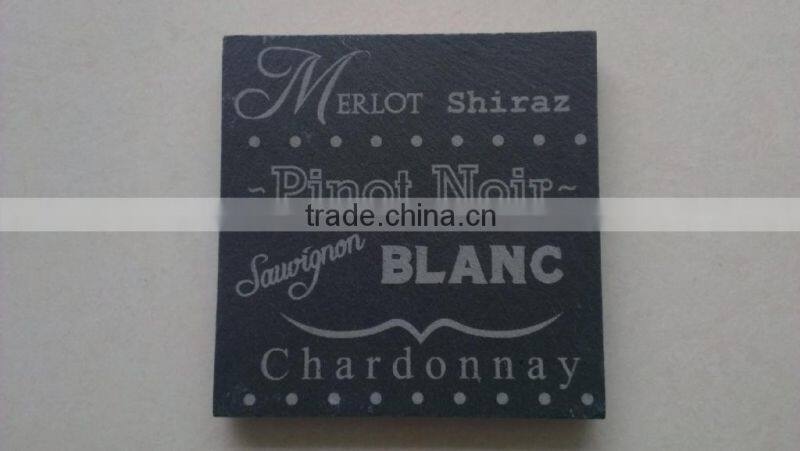 MERLOT Shiraz
~Pinot Noir~
trade.china.cn
Sauvignon BLANC
Chardonnay